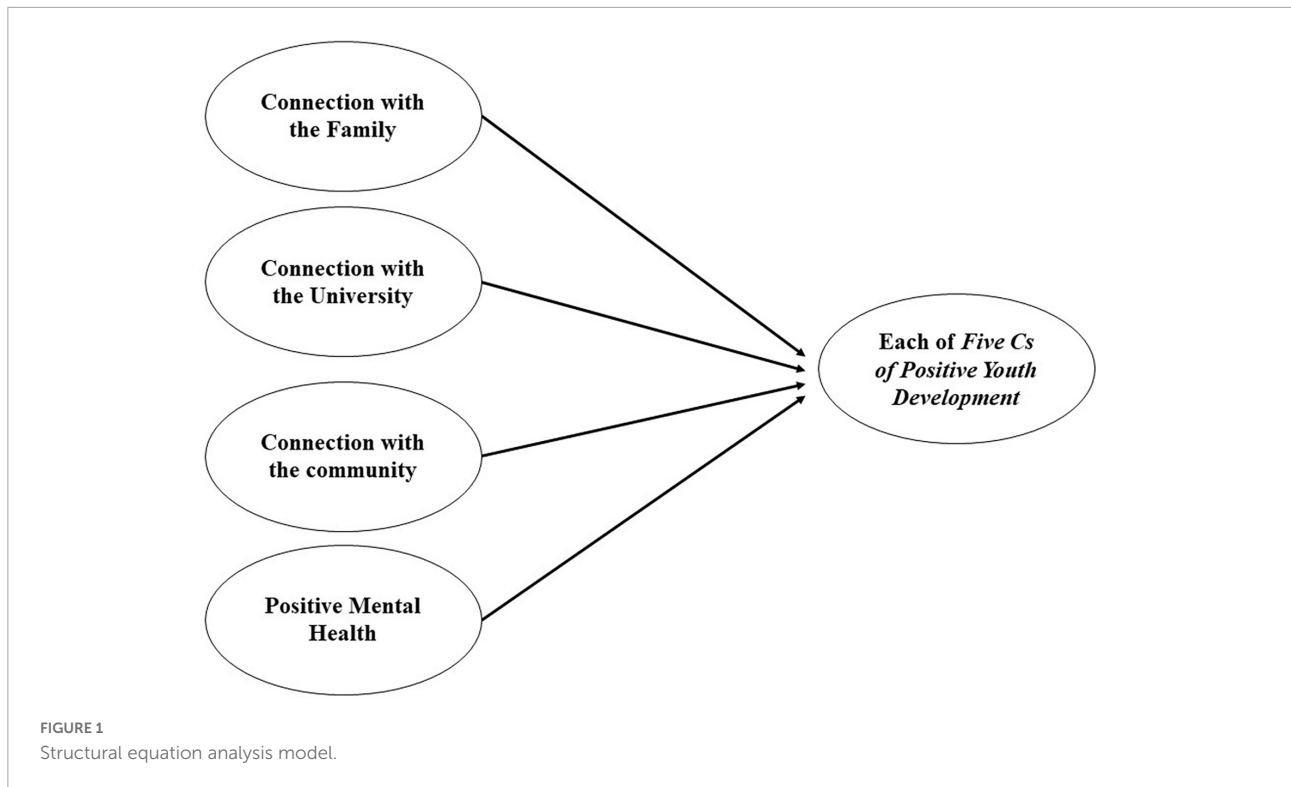 Connection with
the Family
Connection with
the University
Connection with
the community
Positive Mental
Health
Each of Five Cs
of Positive Youth
Development
FIGURE 1
Structural equation analysis model.